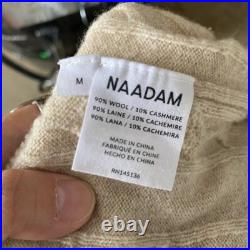 M
NAADAM
90% WOOL / 10% CASHMERE
90% LAINE / 10% CACHEMIRE
90% LANA / 10% CACHEMIRA
MADE IN CHINA
FABRIQUÉ EN CHINE
HECHO EN CHINA
RN145136